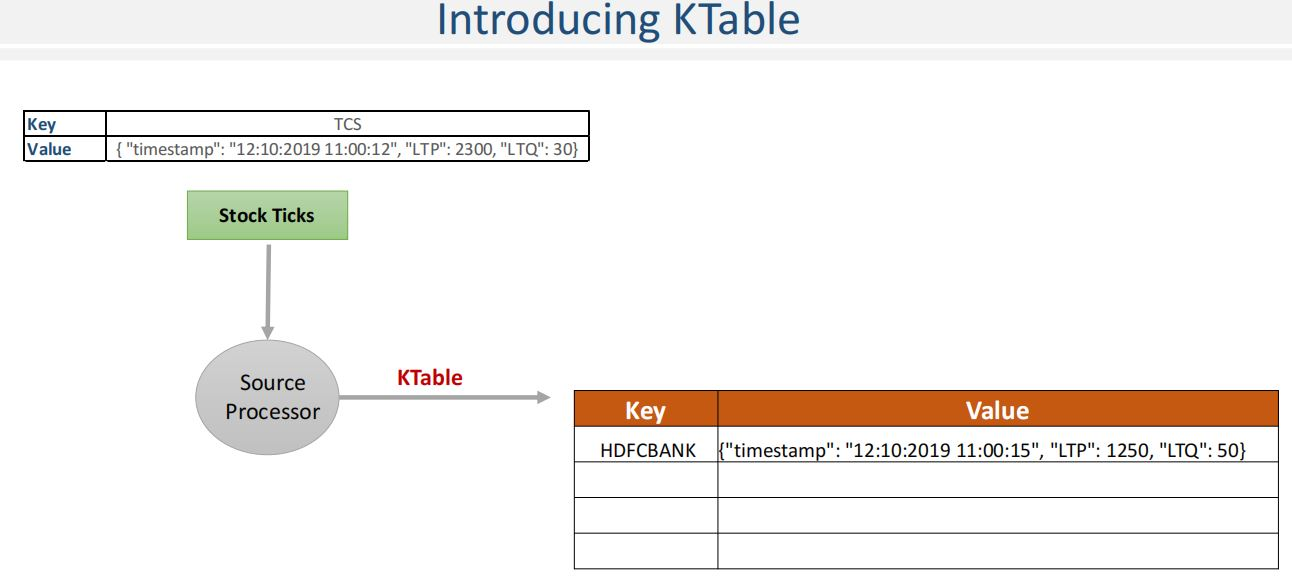 Introducing KTable
Key TCS
Value { "timestamp": "12:10:2019 11:00:12", "LTP": 2300, "LTQ": 30}
Stock Ticks
Source
Processor
KTable
Key Value
HDFCBANK {"timestamp": "12:10:2019 11:00:15", "LTP": 1250, "LTQ": 50}